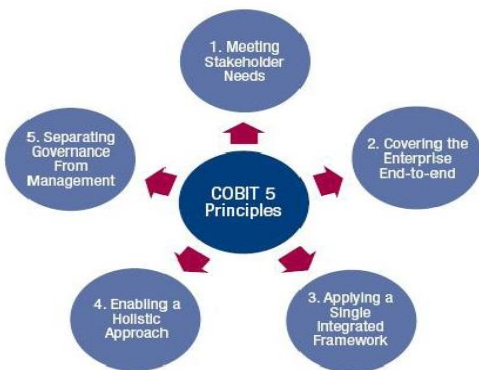 1. Meeting
Stakeholder
Needs
2. Covering the
Enterprise
End-to-end
3. Applying a
Single
Integrated
Framework
4. Enabling a
Holistic
Approach
5. Separating
Governance
From
Management
COBIT 5
Principles